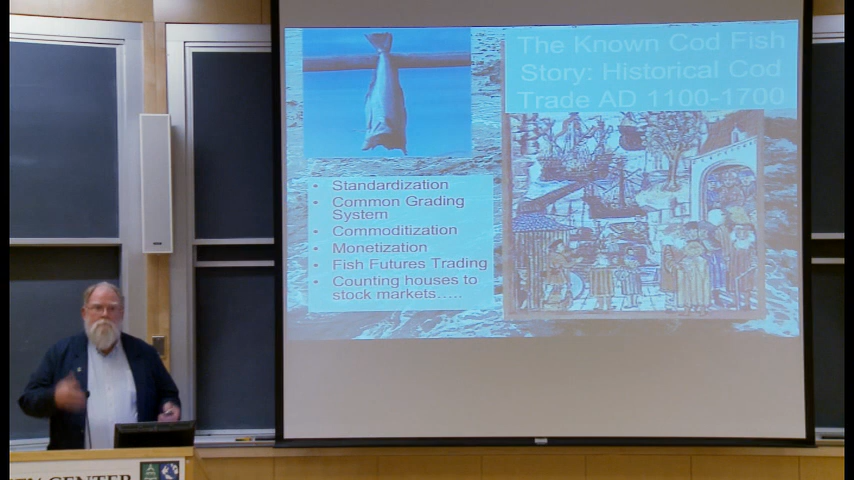 The Known Cod Fish
Story: Historical Cod
Trade AD 1100-1700
• Standardization
• Common Grading
System
• Commoditization
• Monetization
• Fish Futures Trading
• Counting houses to
stock markets.....
CENTER